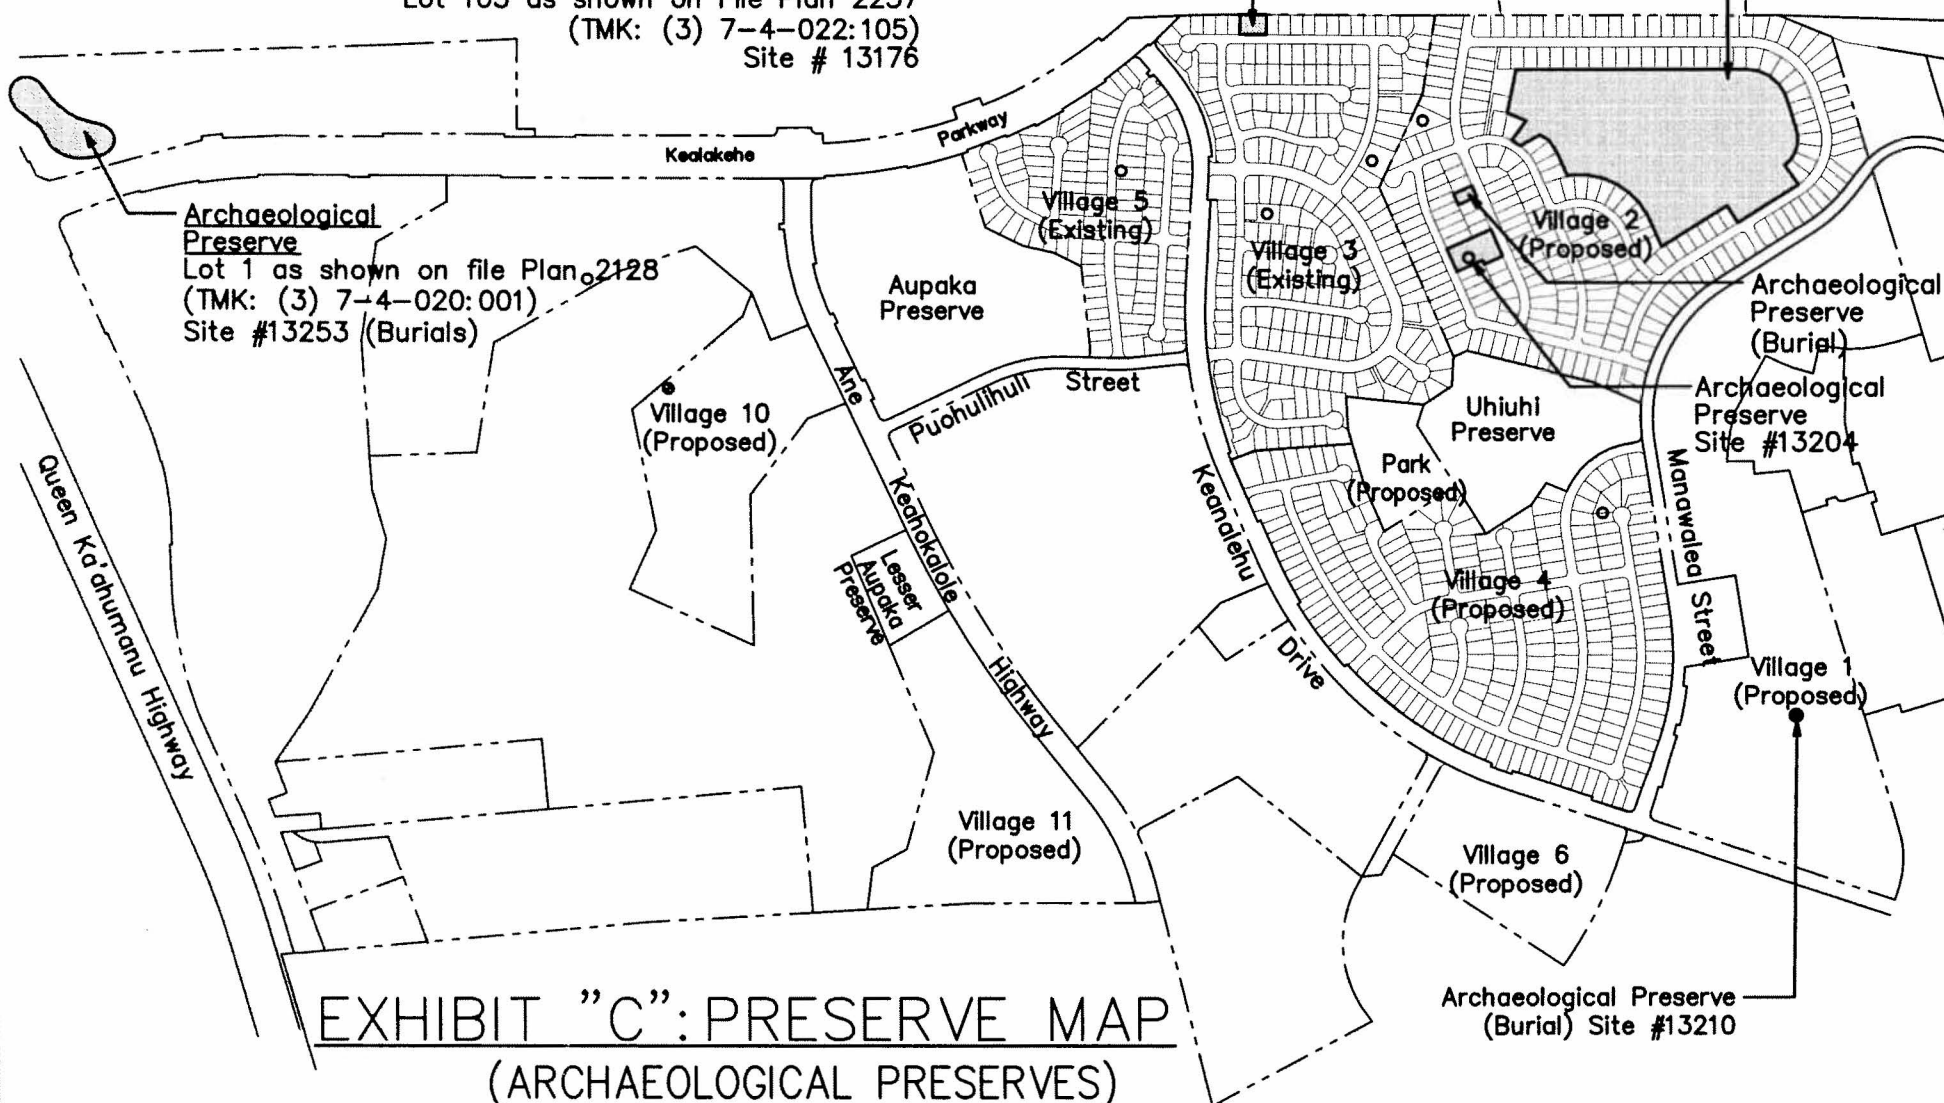 Lot 105 as shown on File Plan 2257
(TMK: (3) 7-4-022:105)
Site # 13176
Kealakehe
Parkway
Archaeological
Preserve
Lot 1 as shown on file Plan 2128
(TMK: (3) 7-4-020:001)
Site #13253 (Burials)
Village 5
(Existing)
Village 3
(Existing)
Village 2
(Proposed)
Aupaka
Preserve
Archaeological
Preserve
(Burial)
Archaeological
Preserve
Site #13204
Ane
Keahokalole
Highway
Puohulihuli
Street
Village 10
(Proposed)
Uhiuhi
Preserve
Park
(Proposed)
Queen Ka'ahumanu Highway
Keanalehu
Drive
Manawalea
Street
Lesser
Aupaka
Preserve
Village 4
(Proposed)
Village 1
(Proposed)
Village 11
(Proposed)
Village 6
(Proposed)
Archaeological Preserve
(Burial) Site #13210
EXHIBIT "C": PRESERVE MAP
(ARCHAEOLOGICAL PRESERVES)